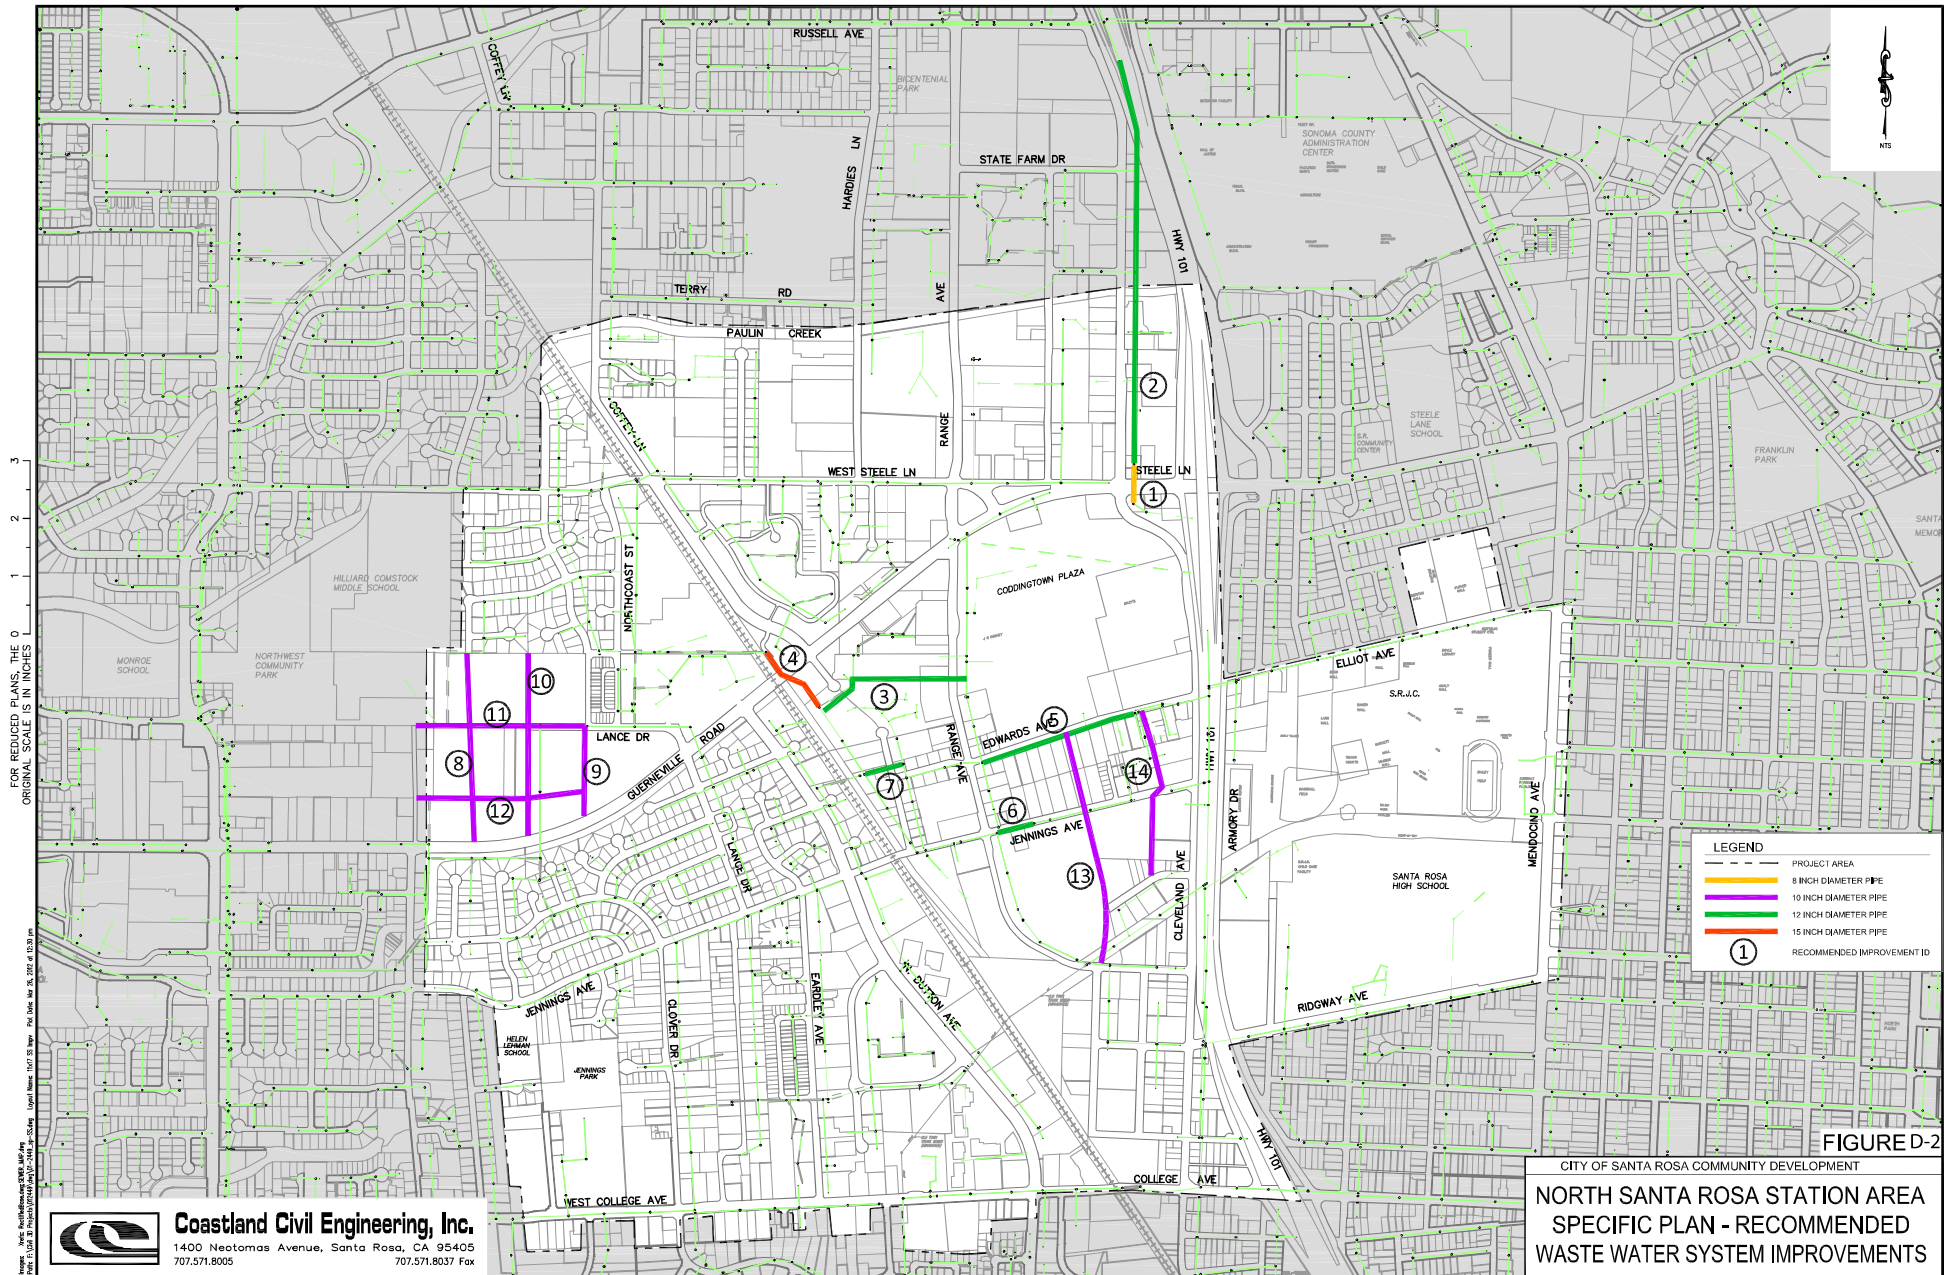 RUSSELL AVE
COFFEY LN
BICENTENIAL
PARK
HARDIES LN
STATE FARM DR
SONOMA COUNTY
ADMINISTRATION
CENTER
NTS
HWY 101
TERRY RD
AVE
PAULIN CREEK
2
COFFEY LN
RANGE
STEELE
LANE
SCHOOL
S.R.
COMMUNITY
CENTER
FRANKLIN
PARK
WEST STEELE LN
STEELE LN
1
SANTA
MEMO
HILLIARD COMSTOCK
MIDDLE SCHOOL
NORTHCOAST ST
CODDINGTOWN PLAZA
MONROE
SCHOOL
NORTHWEST
COMMUNITY
PARK
4
ELLIOT AVE
S.R.J.C.
10
3
11
5
LANCE DR
GUERNEVILLE ROAD
RANGE AVE
EDWARDS AVE
HWY 101
8
9
7
14
12
6
JENNINGS AVE
ARMORY DR
MENDOCINO AVE
LANCE DR
13
CLEVELAND AVE
SANTA ROSA
HIGH SCHOOL
LEGEND
PROJECT AREA
8 INCH DIAMETER PIPE
10 INCH DIAMETER PIPE
12 INCH DIAMETER PIPE
15 INCH DIAMETER PIPE
1 RECOMMENDED IMPROVEMENT ID
JENNINGS AVE
CLOVER DR
EARDLEY AVE
N. DUTTON AVE
RIDGWAY AVE
HELEN
LEHMAN
SCHOOL
JENNINGS
PARK
HWY 101
WEST COLLEGE AVE
COLLEGE AVE
FOR REDUCED PLANS, THE
ORIGINAL SCALE IS IN INCHES
0 1 2 3
Coastland Civil Engineering, Inc.
1400 Neotomas Avenue, Santa Rosa, CA 95405
707.571.8005 707.571.8037 Fax
FIGURE D-2
CITY OF SANTA ROSA COMMUNITY DEVELOPMENT
NORTH SANTA ROSA STATION AREA
SPECIFIC PLAN - RECOMMENDED
WASTE WATER SYSTEM IMPROVEMENTS